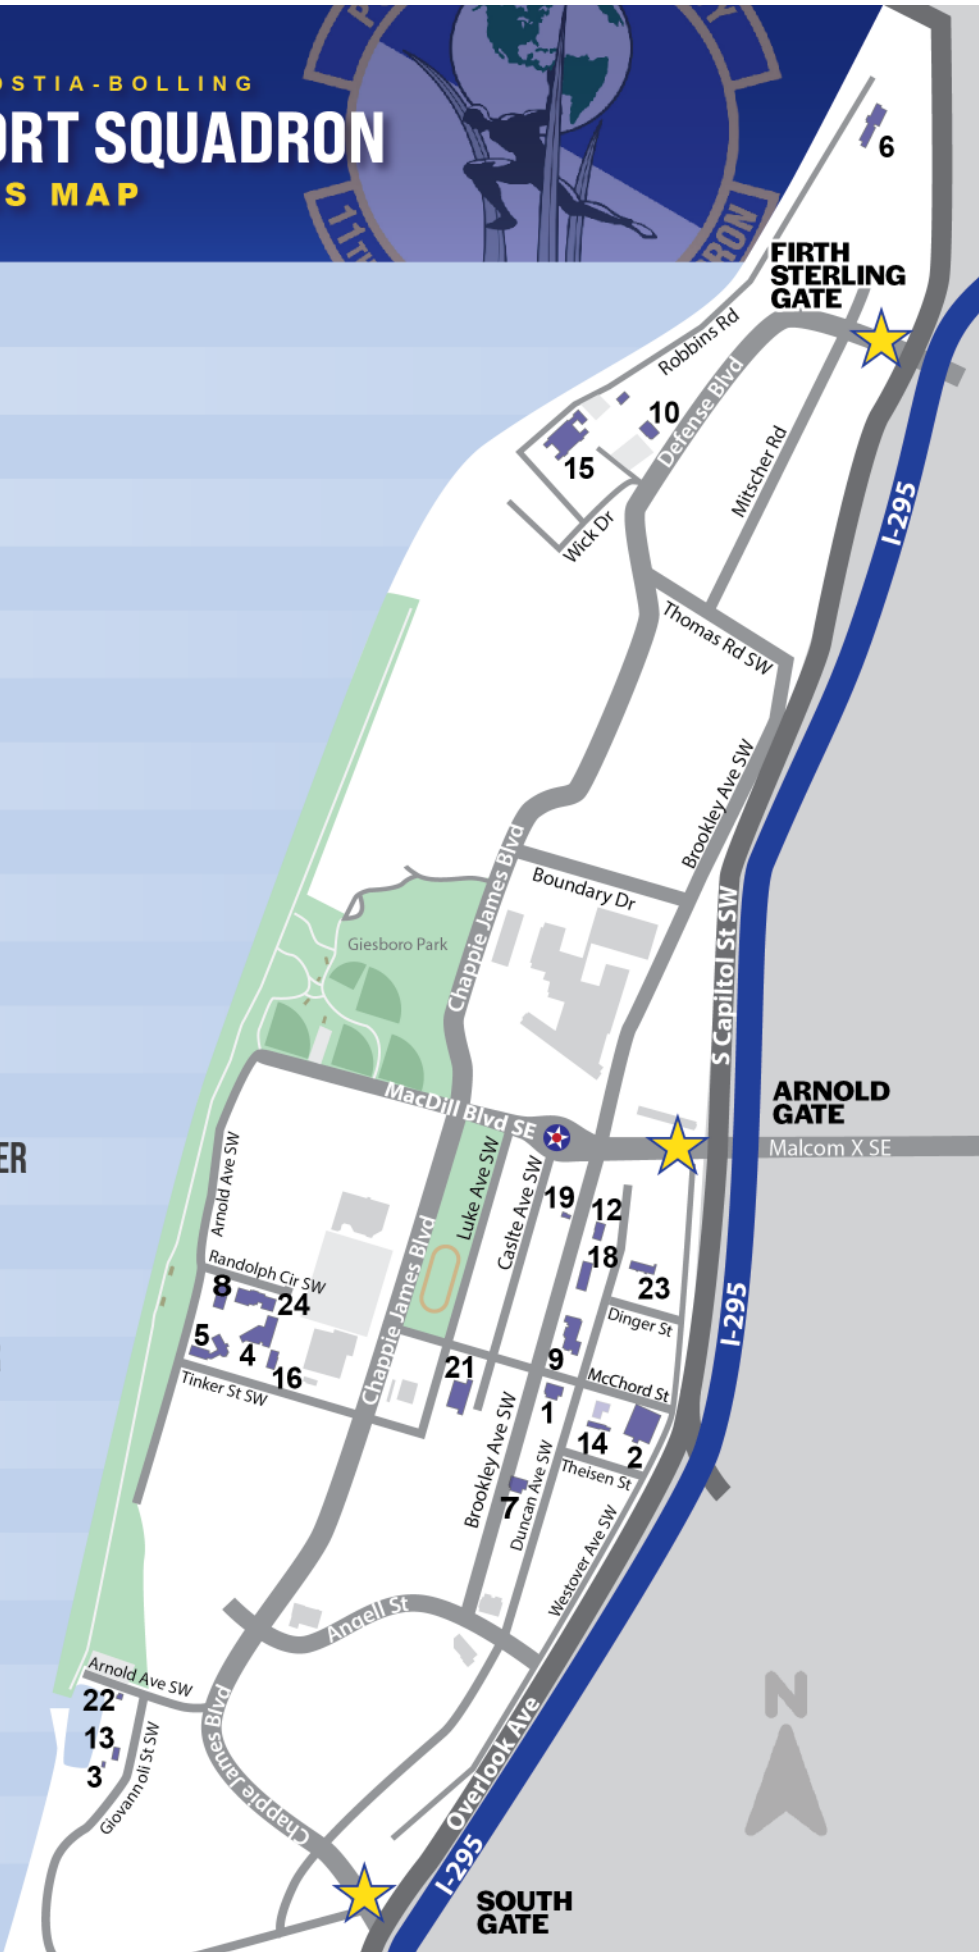 OSTIA-BOLLING
ORT SQUADRON
S MAP
11TH
RON
6
FIRTH
STERLING
GATE
Robbins Rd
10
Defense Blvd
15
Mitscher Rd
I-295
Wick Dr
Thomas Rd SW
Brookley Ave SW
Chappie James Blvd
Boundary Dr
S Capiltol St SW
Giesboro Park
MacDill Blvd SE
ARNOLD
GATE
Malcom X SE
ER
Arnold Ave SW
Luke Ave SW
Caslte Ave SW
19
12
18
23
Randolph Cir SW
8
24
Chappie James Blvd
Dinger St
I-295
5
4
16
9
21
McChord St
Tinker St SW
1
14
2
Brookley Ave SW
Theisen St
7
Duncan Ave SW
Westover Ave SW
Angell St
Arnold Ave SW
22
N
13
3
Giovannoli St SW
Chappie James Blvd
Overlook Ave
I-295
SOUTH
GATE